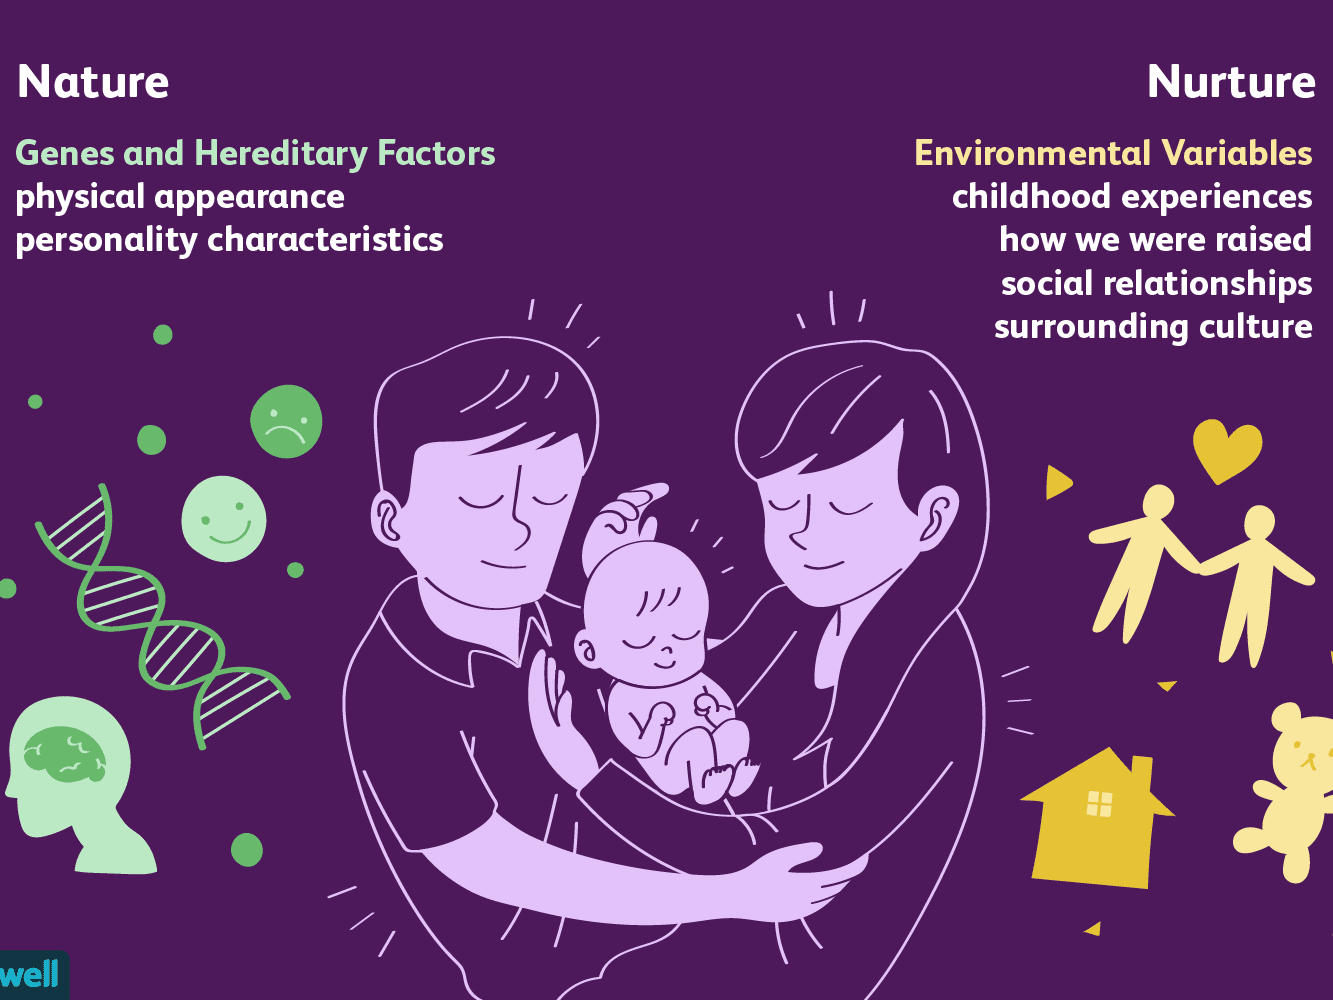 Nature
Genes and Hereditary Factors
physical appearance
personality characteristics
Nurture
Environmental Variables
childhood experiences
how we were raised
social relationships
surrounding culture
well